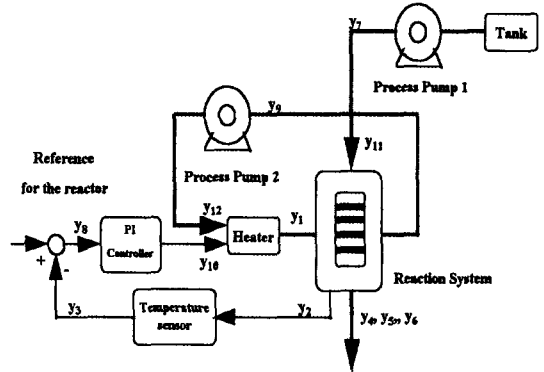 y7
Tank
Process Pump 1
y9
y11
Reference
for the reactor
Process Pump 2
y12
y8
PI
Controller
y10
Heater
y1
+
-
Reaction System
y3
Temperature
sensor
y2
y4, y5,, y6